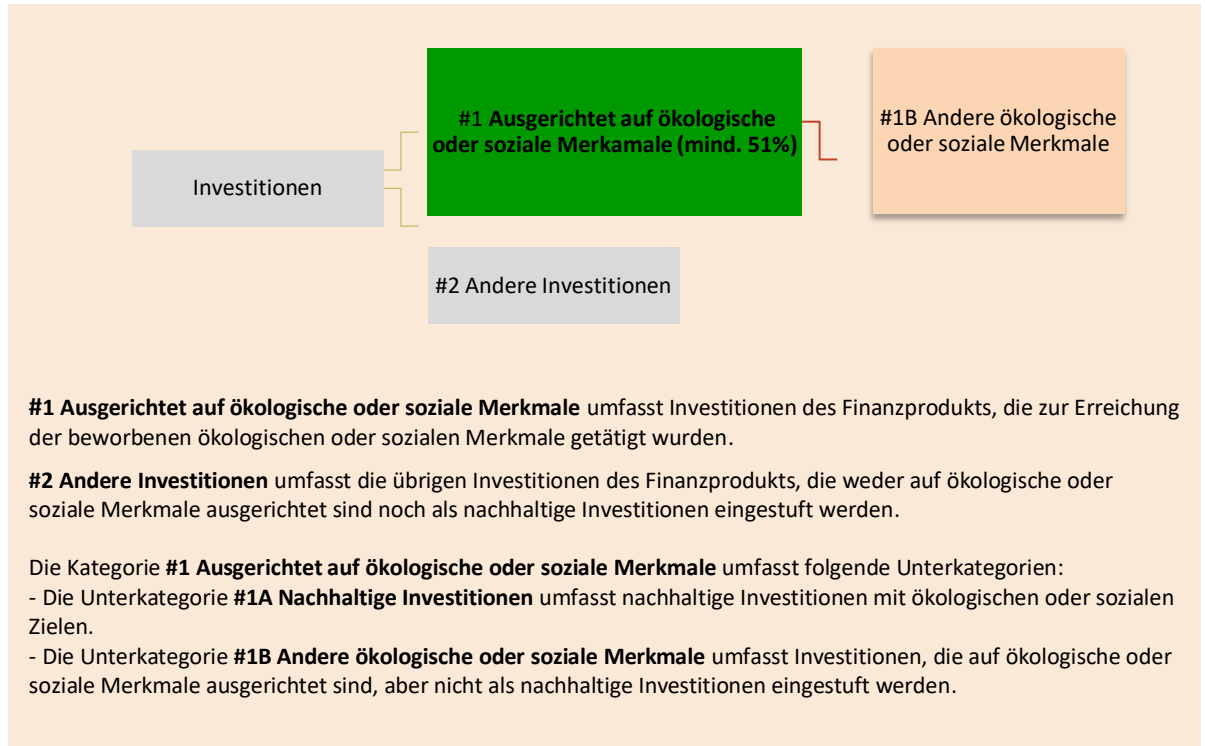 #1 Ausgerichtet auf ökologische
oder soziale Merkamale (mind. 51%)
#1B Andere ökologische
oder soziale Merkmale
Investitionen
#2 Andere Investitionen
#1 Ausgerichtet auf ökologische oder soziale Merkmale umfasst Investitionen des Finanzprodukts, die zur Erreichung
der beworbenen ökologischen oder sozialen Merkmale getätigt wurden.
#2 Andere Investitionen umfasst die übrigen Investitionen des Finanzprodukts, die weder auf ökologische oder
soziale Merkmale ausgerichtet sind noch als nachhaltige Investitionen eingestuft werden.
Die Kategorie #1 Ausgerichtet auf ökologische oder soziale Merkmale umfasst folgende Unterkategorien:
- Die Unterkategorie #1A Nachhaltige Investitionen umfasst nachhaltige Investitionen mit ökologischen oder sozialen
Zielen.
- Die Unterkategorie #1B Andere ökologische oder soziale Merkmale umfasst Investitionen, die auf ökologische oder
soziale Merkmale ausgerichtet sind, aber nicht als nachhaltige Investitionen eingestuft werden.